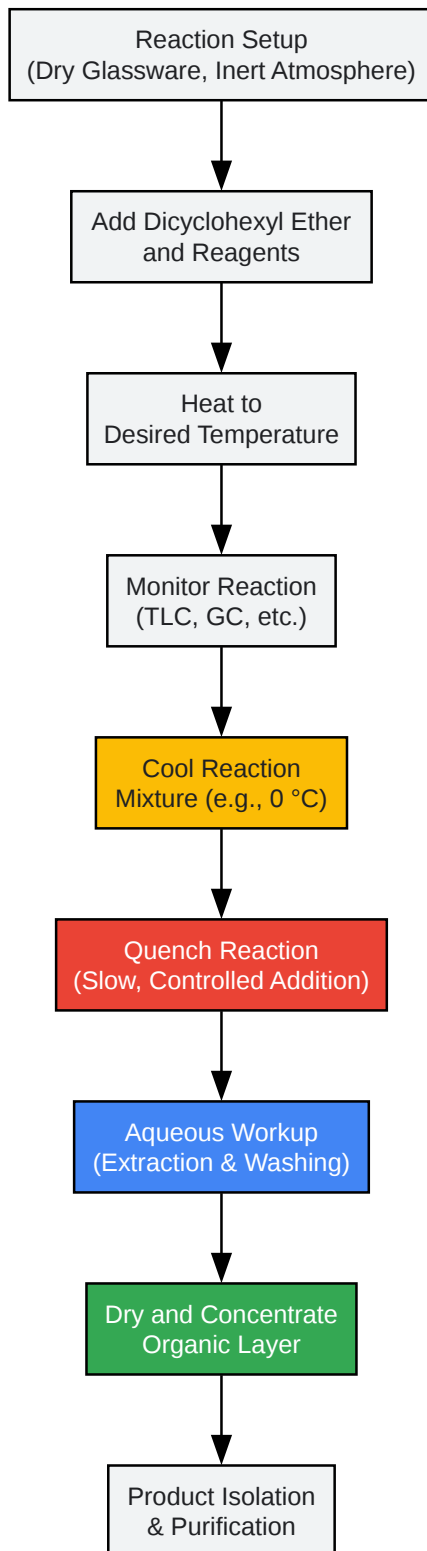 Reaction Setup
(Dry Glassware, Inert Atmosphere)
Add Dicyclohexyl Ether
and Reagents
Heat to
Desired Temperature
Monitor Reaction
(TLC, GC, etc.)
Cool Reaction
Mixture (e.g., 0 °C)
Quench Reaction
(Slow, Controlled Addition)
Aqueous Workup
(Extraction & Washing)
Dry and Concentrate
Organic Layer
Product Isolation
& Purification